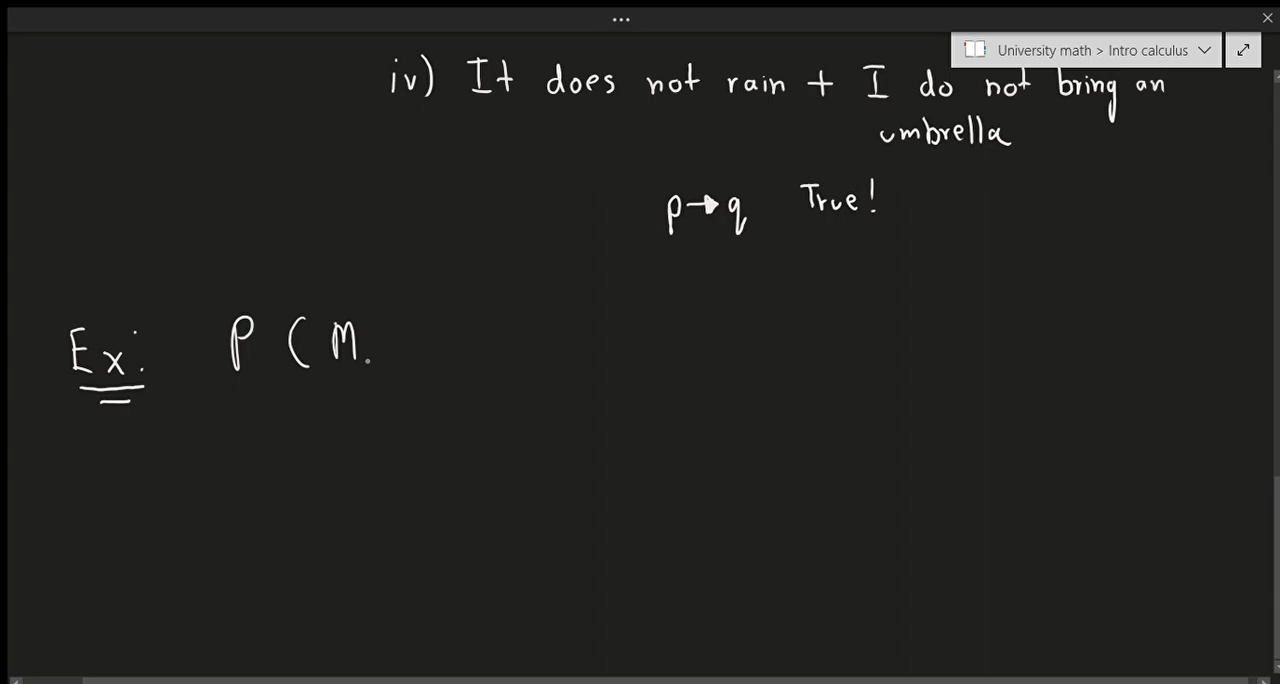 ...
University math > Intro calculus
iv) It does not rain + I do not bring an
umbrella
p→q True!
Ex: P ( M.